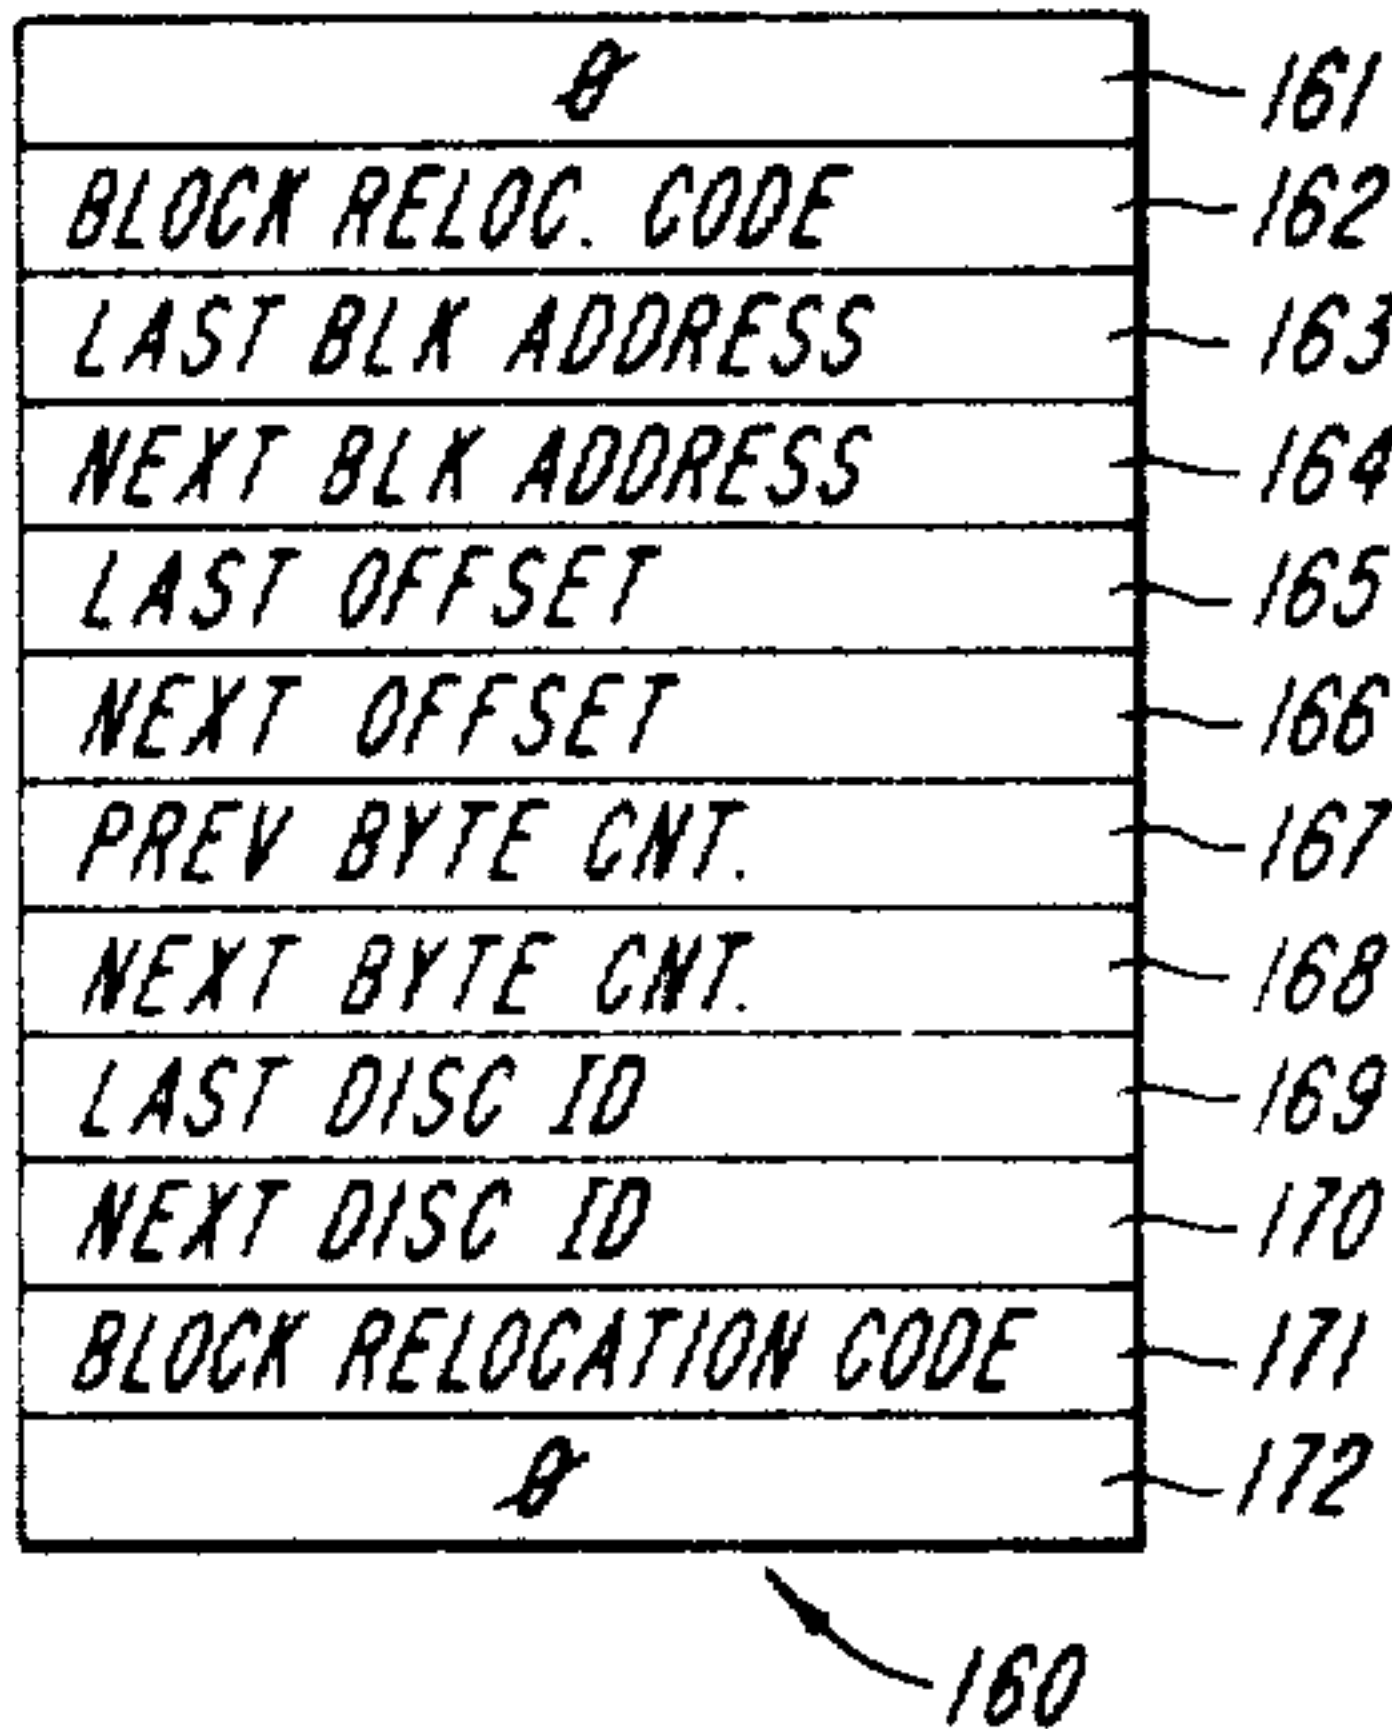 0 161
BLOCK RELOC. CODE 162
LAST BLK ADDRESS 163
NEXT BLK ADDRESS 164
LAST OFFSET 165
NEXT OFFSET 166
PREV BYTE CNT. 167
NEXT BYTE CNT. 168
LAST DISC ID 169
NEXT DISC ID 170
BLOCK RELOCATION CODE 171
0 172
160